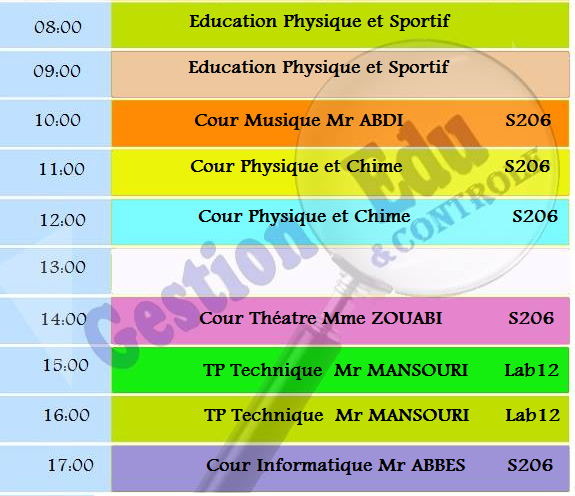 08:00 Education Physique et Sportif
09:00 Education Physique et Sportif
10:00 Cour Musique Mr ABDI S206
11:00 Cour Physique et Chime S206
12:00 Cour Physique et Chime S206
13:00
14:00 Cour Théatre Mme ZOUABI S206
15:00 TP Technique Mr MANSOURI Lab12
16:00 TP Technique Mr MANSOURI Lab12
17:00 Cour Informatique Mr ABBES S206
Gestion Edu
& CONTROLE